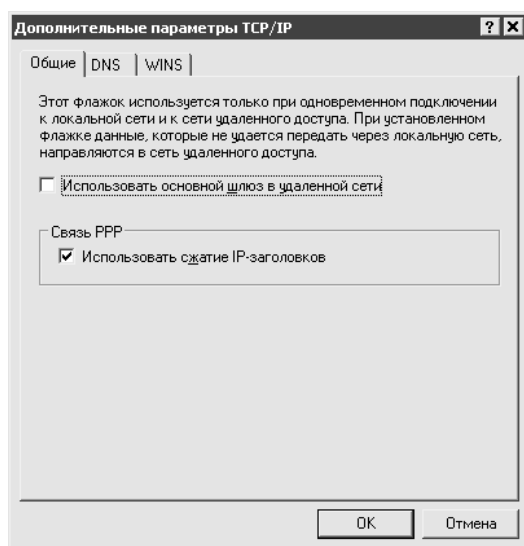 Дополнительные параметры TCP/IP
Общие
DNS
WINS
Этот флажок используется только при одновременном подключении
к локальной сети и к сети удаленного доступа. При установленном
флажке данные, которые не удается передать через локальную сеть,
направляются в сеть удаленного доступа.
Использовать основной шлюз в удаленной сети
Связь PPP
Использовать сжатие IP-заголовков
OK
Отмена